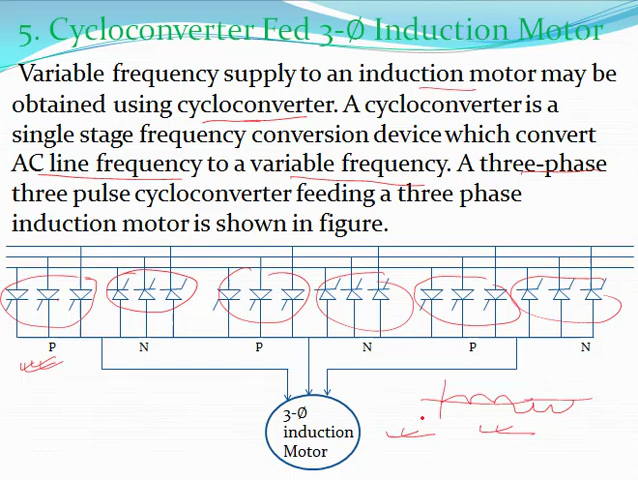 5. Cycloconverter Fed 3-Ø Induction Motor
Variable frequency supply to an induction motor may be
obtained using cycloconverter. A cycloconverter is a
single stage frequency conversion device which convert
AC line frequency to a variable frequency. A three-phase
three pulse cycloconverter feeding a three phase
induction motor is shown in figure.
P N P N P N
3-Ø
induction
Motor